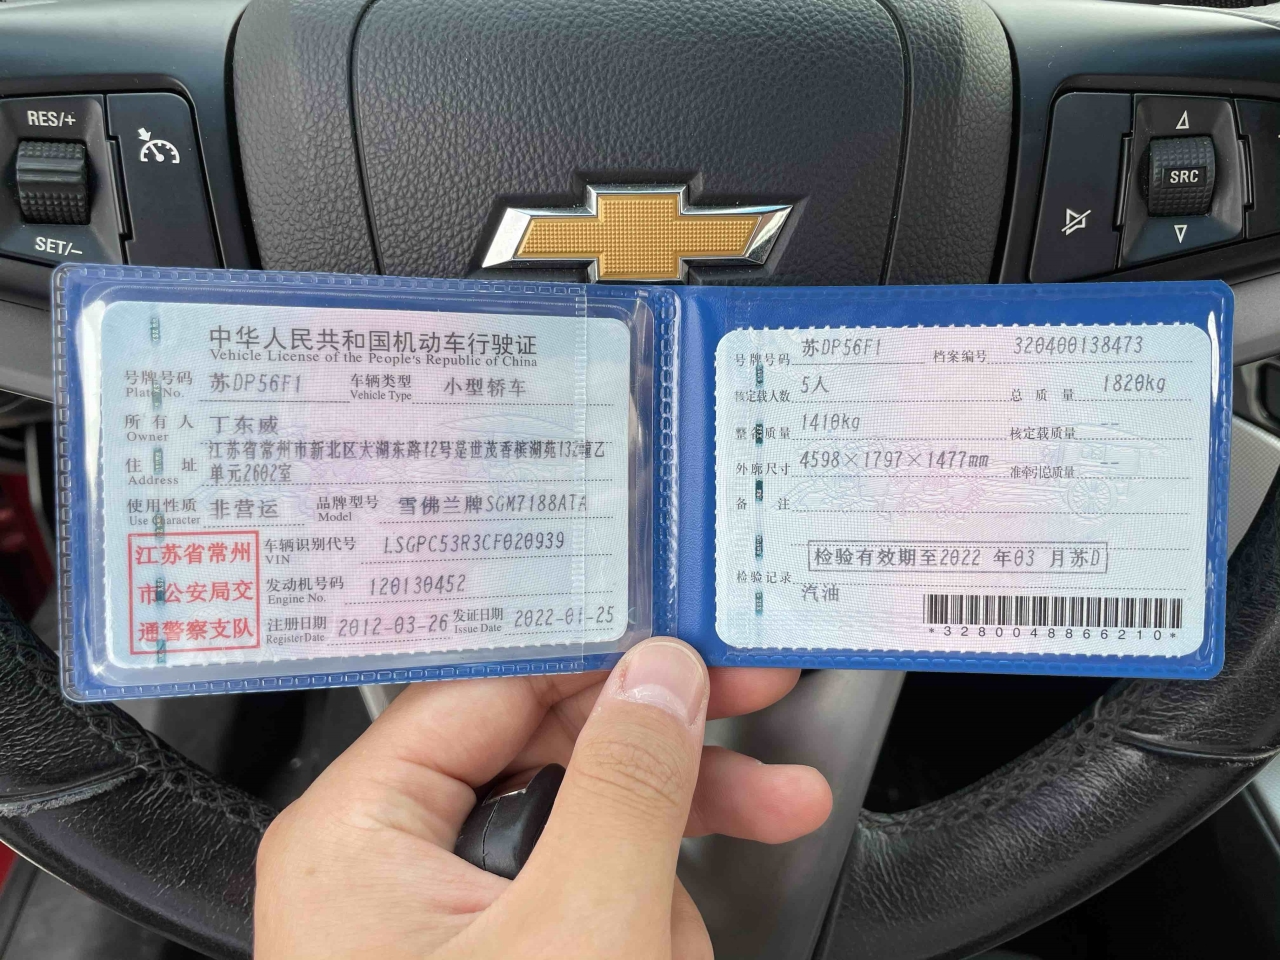 RES/+
SET/–
SRC
中华人民共和国机动车行驶证
Vehicle License of the People's Republic of China
号牌号码 苏DP56F1 车辆类型 小型轿车
Plate No. Vehicle Type
所有人 丁东威
Owner
住址 江苏省常州市新北区太湖东路12号星世茂香槟湖苑132幢乙
Address 单元2602室
使用性质 非营运 品牌型号 雪佛兰牌SGM7188ATA
Use Character Model
江苏省常州
市公安局交
通警察支队
车辆识别代号 LSGPC53R3CF020939
VIN
发动机号码 120130452
Engine No.
注册日期 2012-03-26 发证日期 2022-01-25
Register Date Issue Date
号牌号码 苏DP56F1 档案编号 320400138473
核定载人数 5人 总质量 1820kg
整备质量 1410kg 核定载质量 --
外廓尺寸 4598×1797×1477mm 准牵引总质量 --
备注
检验有效期至2022 年03 月苏D
检验记录
汽油
*3280048866210*